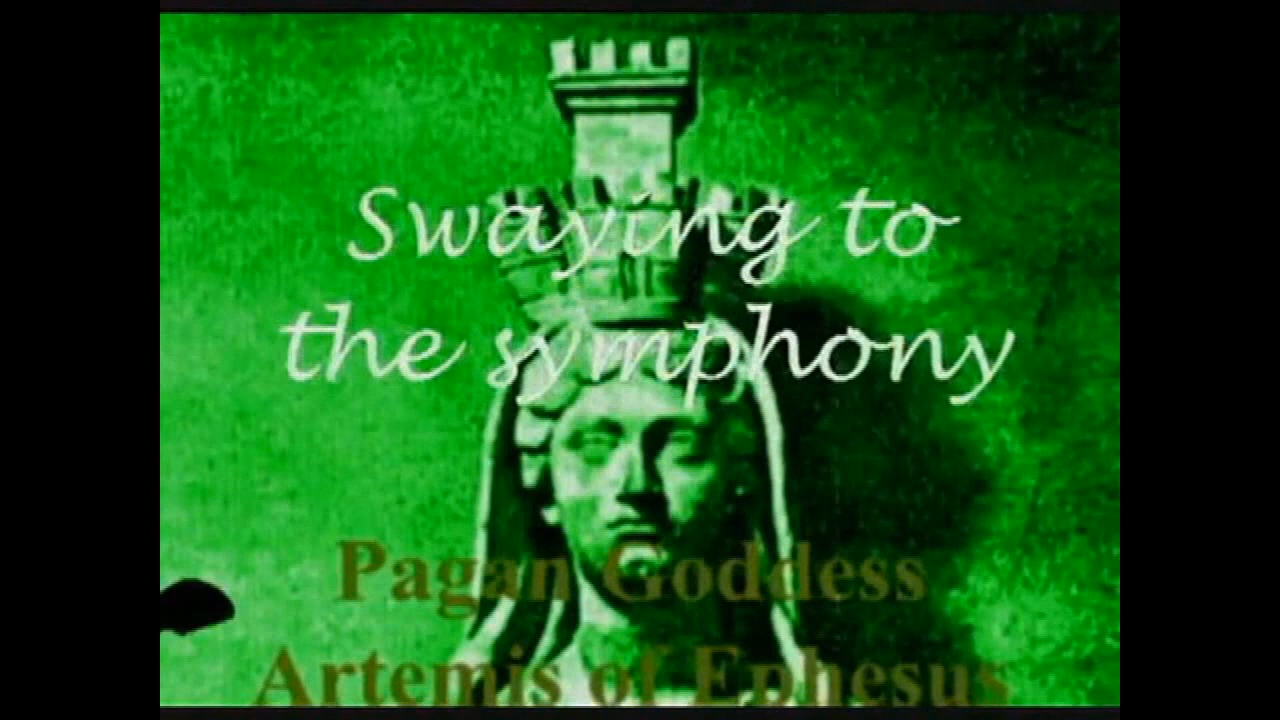 Swaying to
the symphony
Pagan Goddess
Artemis of Ephesus